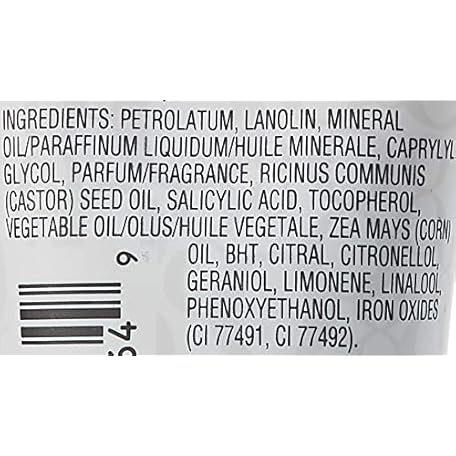 INGREDIENTS: PETROLATUM, LANOLIN, MINERAL
OIL/PARAFFINUM LIQUIDUM/HUILE MINERALE, CAPRYLYL
GLYCOL, PARFUM/FRAGRANCE, RICINUS COMMUNIS
(CASTOR) SEED OIL, SALICYLIC ACID, TOCOPHEROL,
VEGETABLE OIL/OLUS/HUILE VEGETALE, ZEA MAYS (CORN)
OIL, BHT, CITRAL, CITRONELLOL,
GERANIOL, LIMONENE, LINALOOL,
PHENOXYETHANOL, IRON OXIDES
(CI 77491, CI 77492).
9